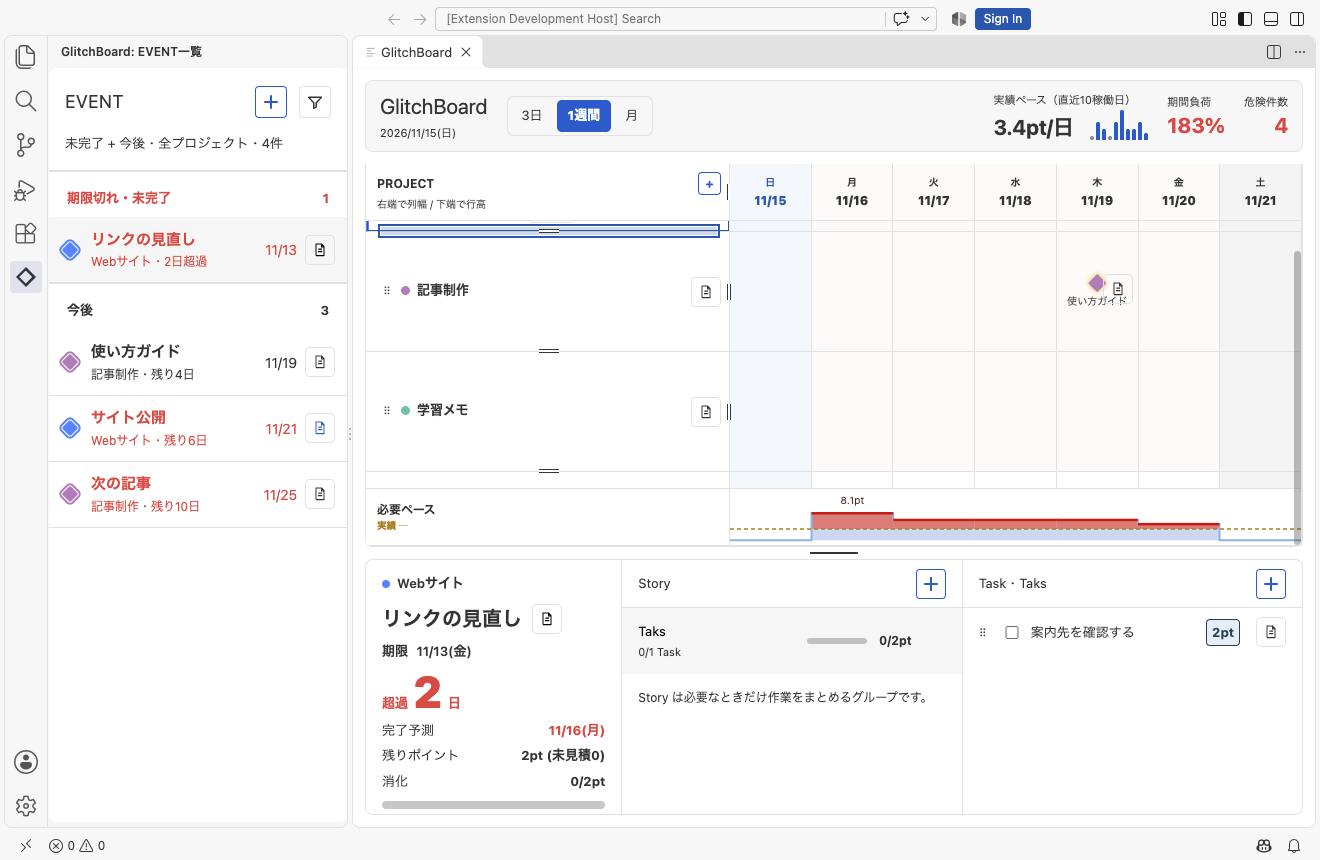 [Extension Development Host] Search
Sign In
GlitchBoard: EVENT一覧
EVENT
未完了 + 今後・全プロジェクト・4件
期限切れ・未完了 1
リンクの見直し
Webサイト・2日超過
11/13
今後 3
使い方ガイド
記事制作・残り4日
11/19
サイト公開
Webサイト・残り6日
11/21
次の記事
記事制作・残り10日
11/25
GlitchBoard
GlitchBoard
2026/11/15(日)
3日 1週間 月
実績ペース（直近10稼働日）
3.4pt/日
期間負荷
183%
危険件数
4
PROJECT
右端で列幅 / 下端で行高
日 月 火 水 木 金 土
11/15 11/16 11/17 11/18 11/19 11/20 11/21
記事制作
使い方ガイド
学習メモ
必要ペース
実績 —
8.1pt
Webサイト
リンクの見直し
期限 11/13(金)
超過 2 日
完了予測 11/16(月)
残りポイント 2pt (未見積0)
消化 0/2pt
Story
Taks
0/1 Task
0/2pt
Story は必要なときだけ作業をまとめるグループです。
Task・Taks
案内先を確認する 2pt
0 0